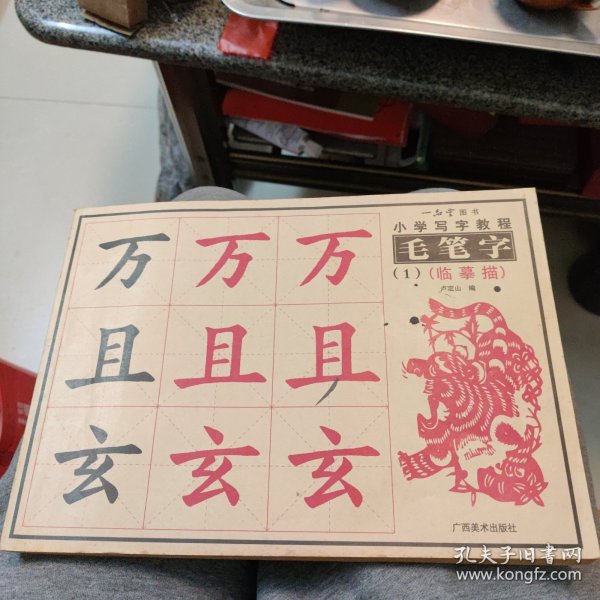 一品堂图书
小学写字教程
毛笔字
(1)(临摹描)
卢定山 编
万 万 万
且 且 且
玄 玄 玄
广西美术出版社
孔夫子旧书网
www.kongfz.com